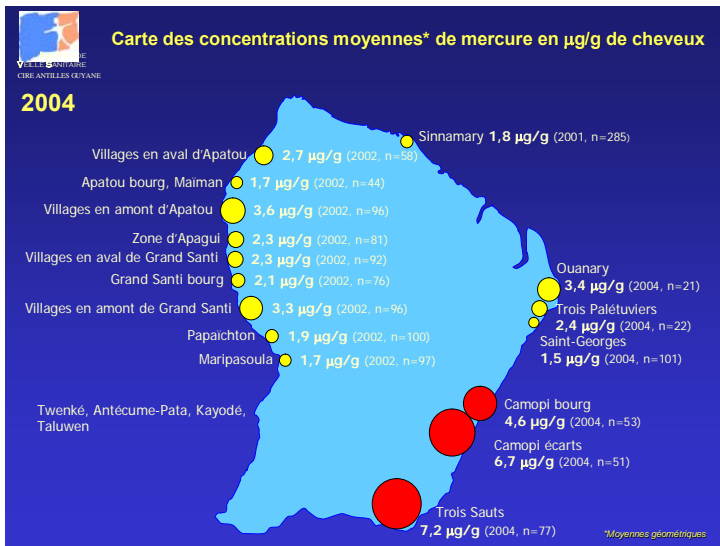 Carte des concentrations moyennes* de mercure en µg/g de cheveux
VEILLE SANITAIRE
CIRE ANTILLES GUYANE
2004
Sinnamary 1,8 µg/g (2001, n=285)
Villages en aval d'Apatou 2,7 µg/g (2002, n=58)
Apatou bourg, Maïman 1,7 µg/g (2002, n=44)
Villages en amont d'Apatou 3,6 µg/g (2002, n=96)
Zone d'Apagui 2,3 µg/g (2002, n=81)
Villages en aval de Grand Santi 2,3 µg/g (2002, n=92)
Grand Santi bourg 2,1 µg/g (2002, n=76)
Villages en amont de Grand Santi 3,3 µg/g (2002, n=96)
Papaïchton 1,9 µg/g (2002, n=100)
Maripasoula 1,7 µg/g (2002, n=97)
Ouanary
3,4 µg/g (2004, n=21)
Trois Palétuviers
2,4 µg/g (2004, n=22)
Saint-Georges
1,5 µg/g (2004, n=101)
Twenké, Antécume-Pata, Kayodé,
Taluwen
Camopi bourg
4,6 µg/g (2004, n=53)
Camopi écarts
6,7 µg/g (2004, n=51)
Trois Sauts
7,2 µg/g (2004, n=77)
*Moyennes géométriques